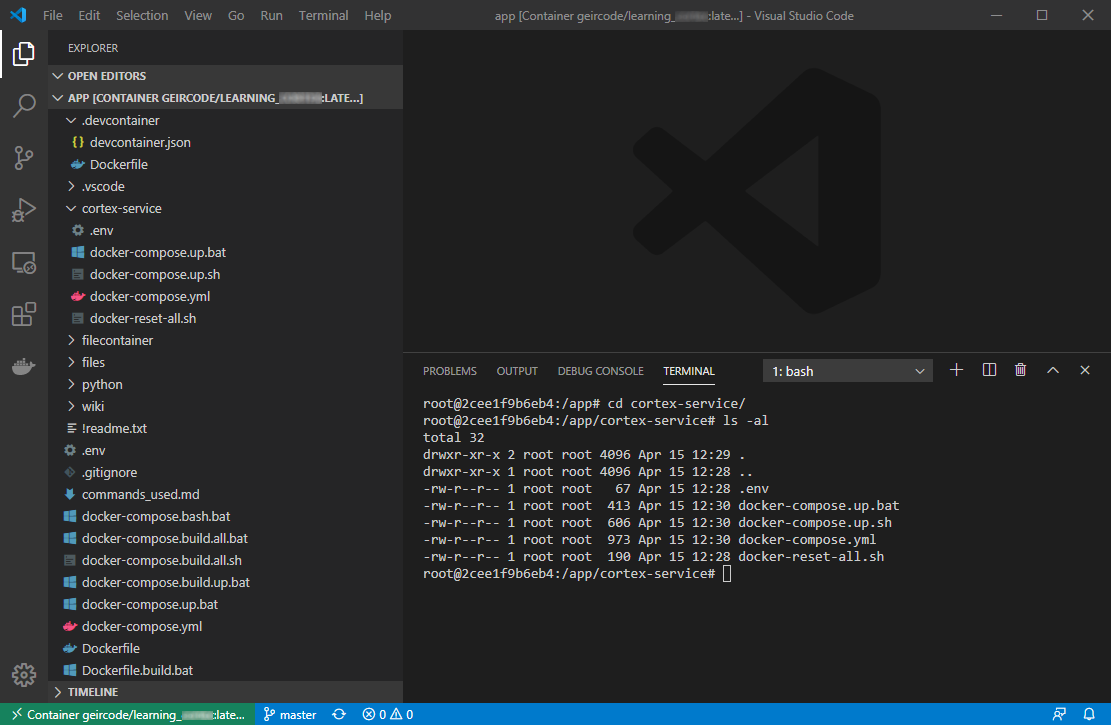 File Edit Selection View Go Run Terminal Help
app [Container geircode/learning_ :late...] - Visual Studio Code
EXPLORER
OPEN EDITORS
APP [CONTAINER GEIRCODE/LEARNING_ :LATE...]
.devcontainer
{} devcontainer.json
Dockerfile
.vscode
cortex-service
.env
docker-compose.up.bat
docker-compose.up.sh
docker-compose.yml
docker-reset-all.sh
filecontainer
files
python
wiki
!readme.txt
.env
.gitignore
commands_used.md
docker-compose.bash.bat
docker-compose.build.all.bat
docker-compose.build.all.sh
docker-compose.build.up.bat
docker-compose.up.bat
docker-compose.yml
Dockerfile
Dockerfile.build.bat
TIMELINE
PROBLEMS OUTPUT DEBUG CONSOLE TERMINAL 1: bash
root@2cee1f9b6eb4:/app# cd cortex-service/
root@2cee1f9b6eb4:/app/cortex-service# ls -al
total 32
drwxr-xr-x 2 root root 4096 Apr 15 12:29 .
drwxr-xr-x 1 root root 4096 Apr 15 12:28 ..
-rw-r--r-- 1 root root   67 Apr 15 12:28 .env
-rw-r--r-- 1 root root  413 Apr 15 12:30 docker-compose.up.bat
-rw-r--r-- 1 root root  606 Apr 15 12:30 docker-compose.up.sh
-rw-r--r-- 1 root root  973 Apr 15 12:30 docker-compose.yml
-rw-r--r-- 1 root root  190 Apr 15 12:28 docker-reset-all.sh
root@2cee1f9b6eb4:/app/cortex-service#
Container geircode/learning_ :late... master 0 0